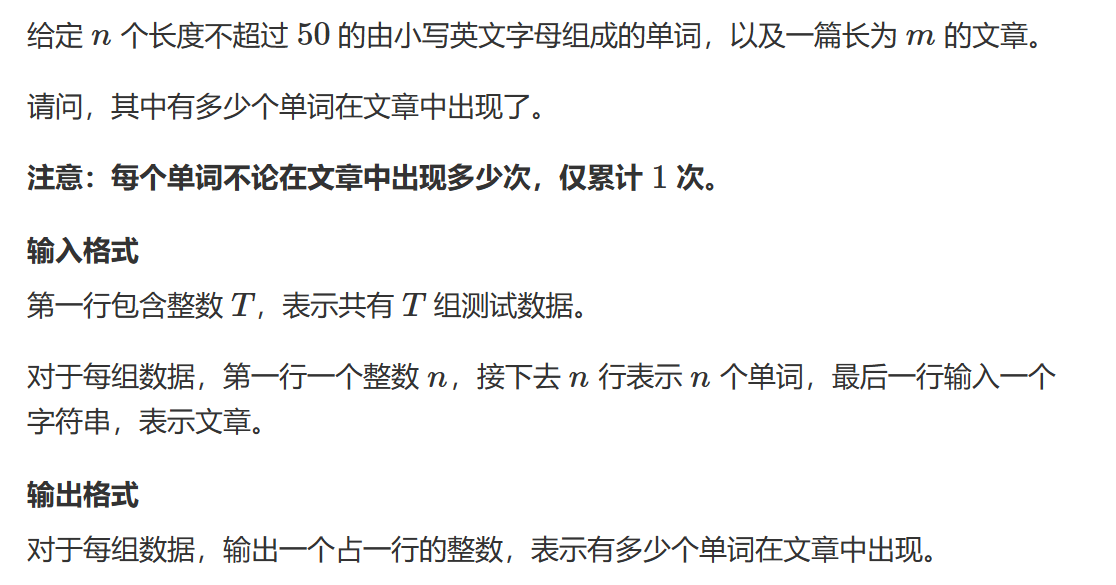 给定 n 个长度不超过 50 的由小写英文字母组成的单词，以及一篇长为 m 的文章。
请问，其中有多少个单词在文章中出现了。
注意：每个单词不论在文章中出现多少次，仅累计 1 次。
输入格式
第一行包含整数 T，表示共有 T 组测试数据。
对于每组数据，第一行一个整数 n，接下去 n 行表示 n 个单词，最后一行输入一个
字符串，表示文章。
输出格式
对于每组数据，输出一个占一行的整数，表示有多少个单词在文章中出现。